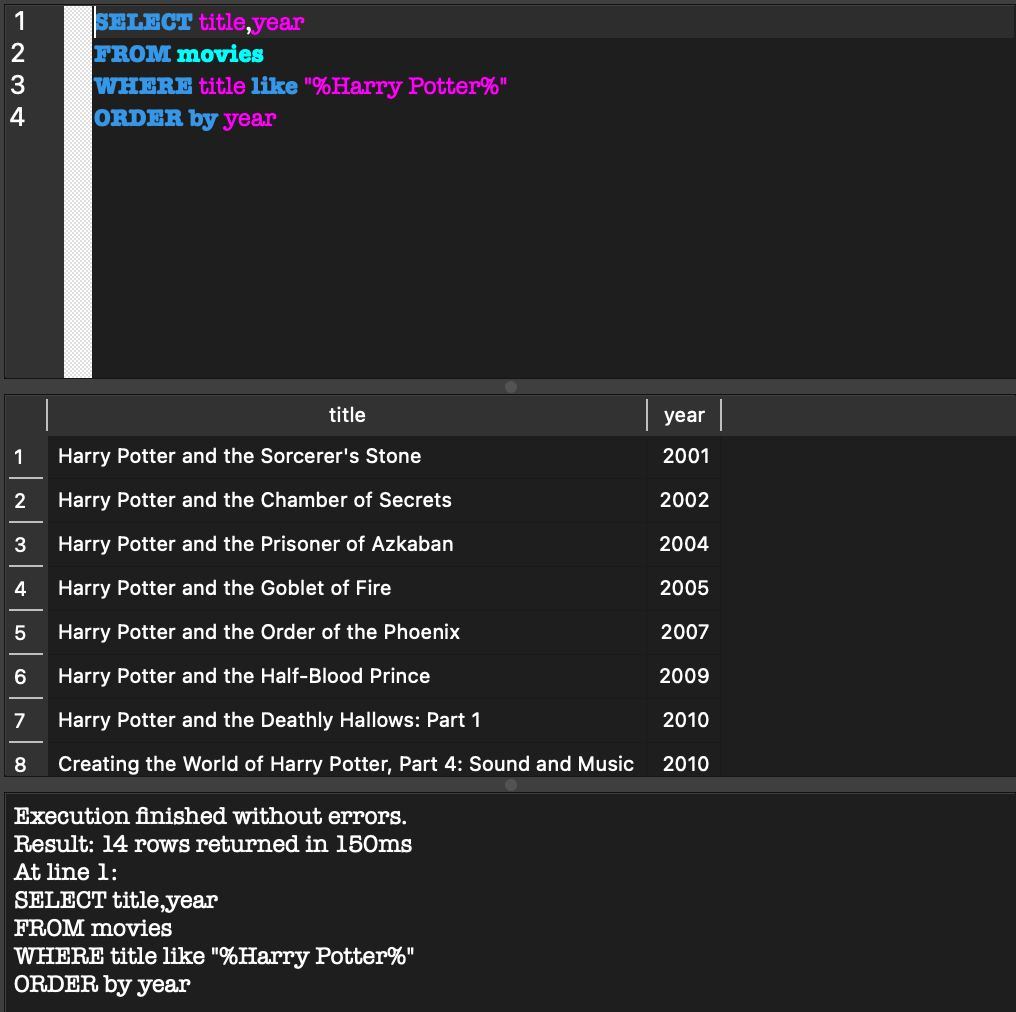 1 SELECT title,year
2 FROM movies
3 WHERE title like "%Harry Potter%"
4 ORDER by year
title year
1 Harry Potter and the Sorcerer's Stone 2001
2 Harry Potter and the Chamber of Secrets 2002
3 Harry Potter and the Prisoner of Azkaban 2004
4 Harry Potter and the Goblet of Fire 2005
5 Harry Potter and the Order of the Phoenix 2007
6 Harry Potter and the Half-Blood Prince 2009
7 Harry Potter and the Deathly Hallows: Part 1 2010
8 Creating the World of Harry Potter, Part 4: Sound and Music 2010
Execution finished without errors.
Result: 14 rows returned in 150ms
At line 1:
SELECT title,year
FROM movies
WHERE title like "%Harry Potter%"
ORDER by year